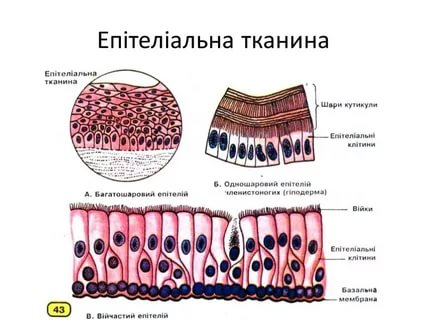 Епітеліальна тканина
Епітеліальна
тканина
А. Багатошаровий епітелій
Шари кутикули
Епітеліальні
клітини
Б. Одношаровий епітелій
членистоногих (гіподерма)
Війки
Епітеліальні
клітини
Базальна
мембрана
43
В. Війчастий епітелій